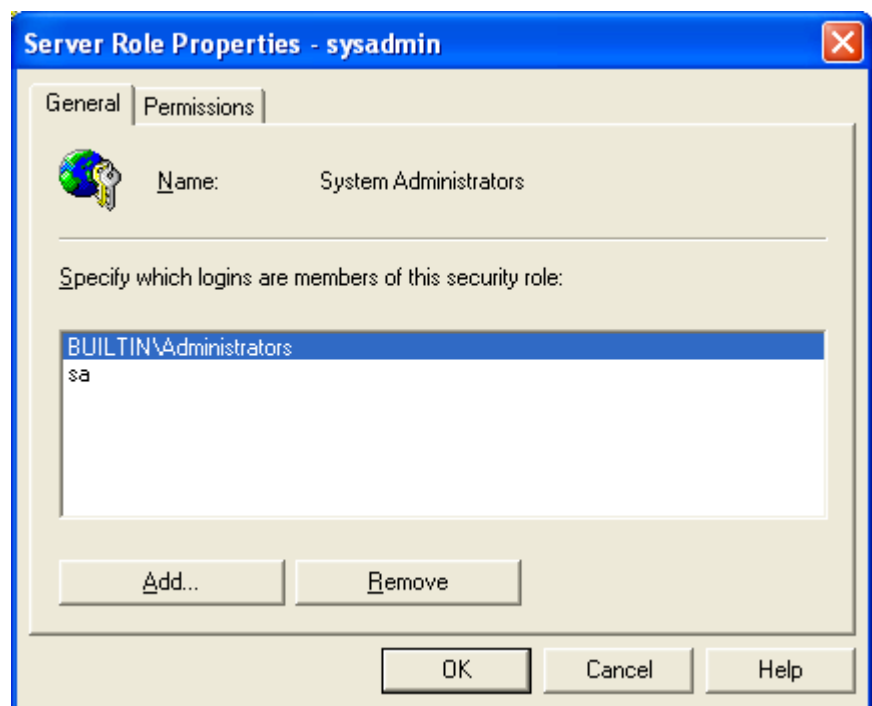 Server Role Properties - sysadmin
General Permissions
Name: System Administrators
Specify which logins are members of this security role:
BUILTIN\Administrators
sa
Add... Remove
OK Cancel Help